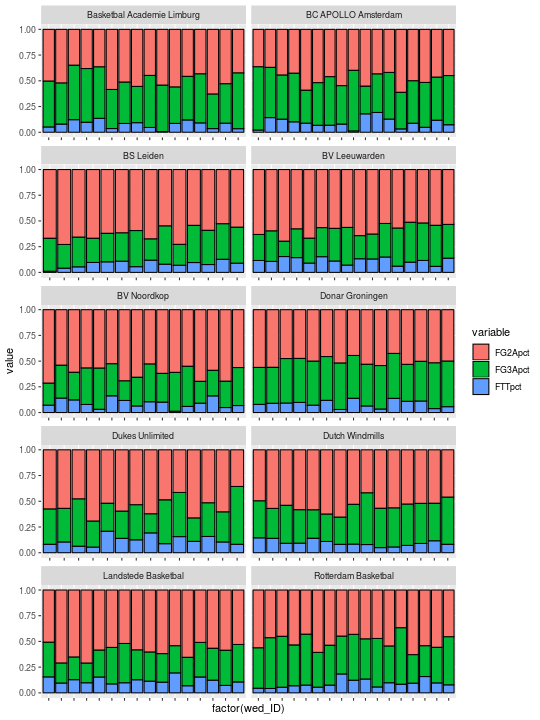 Basketbal Academie Limburg
BC APOLLO Amsterdam
1.00
0.75
0.50
0.25
0.00
BS Leiden
BV Leeuwarden
1.00
0.75
0.50
0.25
0.00
BV Noordkop
Donar Groningen
1.00
0.75
0.50
0.25
0.00
Dukes Unlimited
Dutch Windmills
1.00
0.75
0.50
0.25
0.00
Landstede Basketbal
Rotterdam Basketbal
1.00
0.75
0.50
0.25
0.00
value
factor(wed_ID)
variable
FG2Apct
FG3Apct
FTTpct